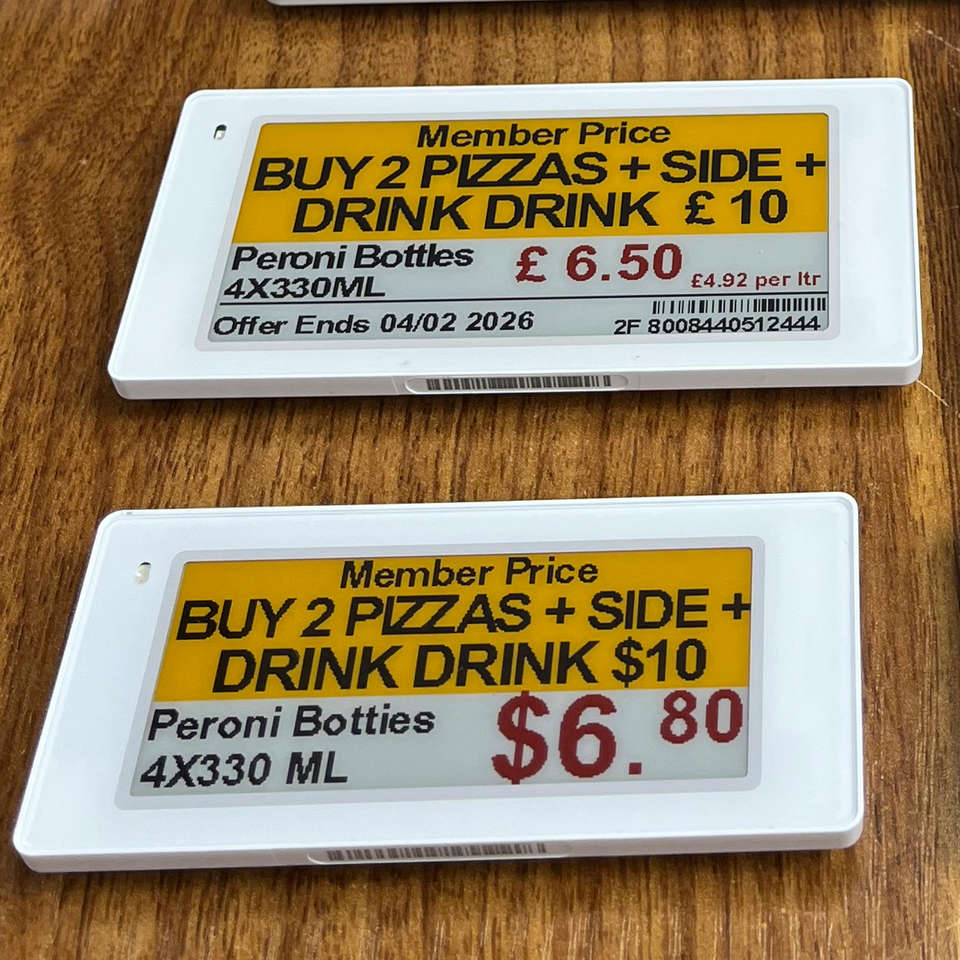 Member Price
BUY 2 PIZZAS + SIDE +
DRINK DRINK £ 10
Peroni Bottles
4X330ML
£ 6.50
£4.92 per ltr
Offer Ends 04/02 2026
2F 8008440512444
Member Price
BUY 2 PIZZAS + SIDE +
DRINK DRINK $10
Peroni Botties
4X330 ML
$6.80